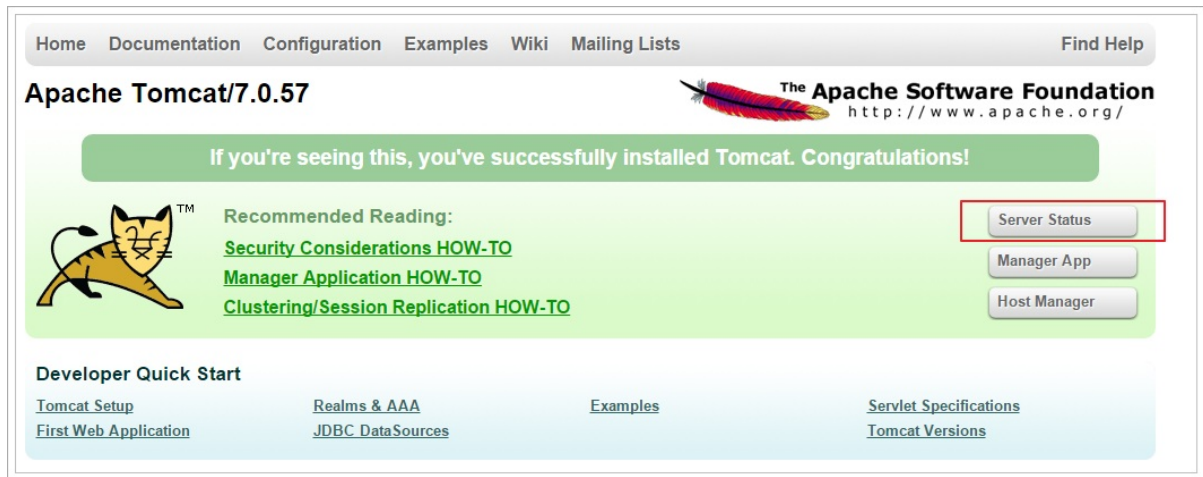 Home Documentation Configuration Examples Wiki Mailing Lists Find Help
Apache Tomcat/7.0.57
The Apache Software Foundation
http://www.apache.org/
If you're seeing this, you've successfully installed Tomcat. Congratulations!
TM
Recommended Reading:
Security Considerations HOW-TO
Manager Application HOW-TO
Clustering/Session Replication HOW-TO
Server Status
Manager App
Host Manager
Developer Quick Start
Tomcat Setup Realms & AAA Examples Servlet Specifications
First Web Application JDBC DataSources Tomcat Versions